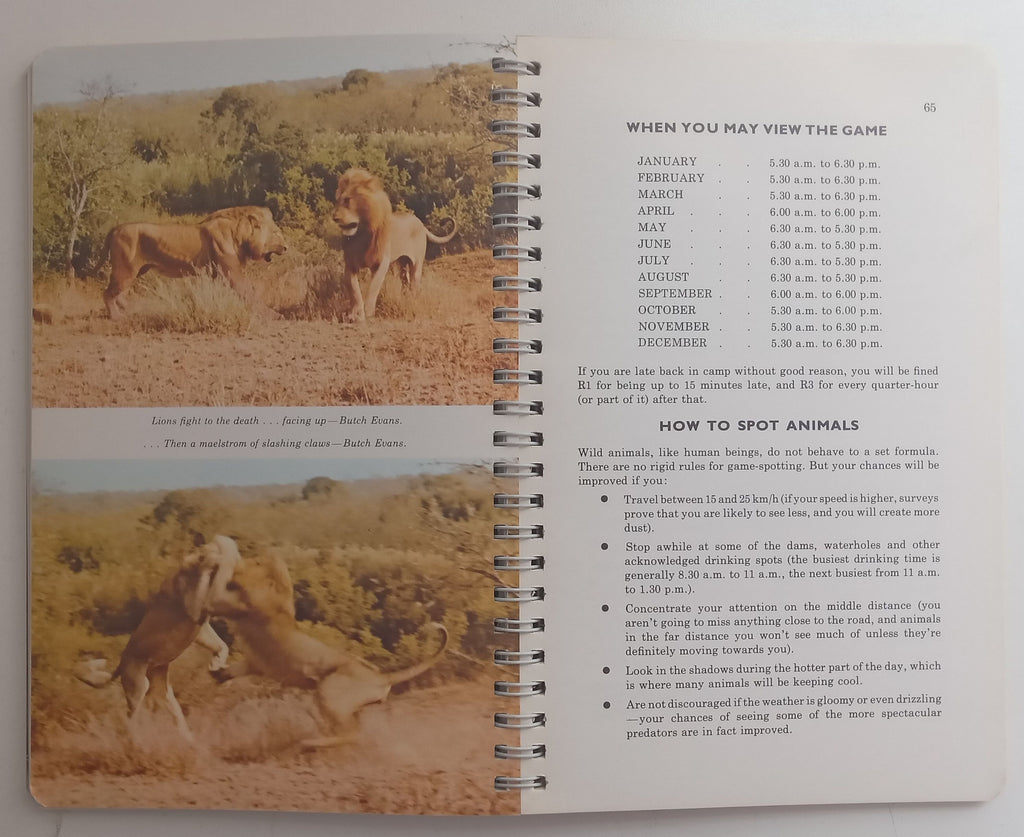 Lions fight to the death . . . facing up—Butch Evans.
. . . Then a maelstrom of slashing claws—Butch Evans.
65
WHEN YOU MAY VIEW THE GAME
JANUARY . . 5.30 a.m. to 6.30 p.m.
FEBRUARY . . 5.30 a.m. to 6.30 p.m.
MARCH . . 5.30 a.m. to 6.30 p.m.
APRIL . . . 6.00 a.m. to 6.00 p.m.
MAY . . . 6.30 a.m. to 5.30 p.m.
JUNE . . . 6.30 a.m. to 5.30 p.m.
JULY . . . 6.30 a.m. to 5.30 p.m.
AUGUST . . 6.30 a.m. to 5.30 p.m.
SEPTEMBER . . 6.00 a.m. to 6.00 p.m.
OCTOBER . . 5.30 a.m. to 6.00 p.m.
NOVEMBER . . 5.30 a.m. to 6.30 p.m.
DECEMBER . . 5.30 a.m. to 6.30 p.m.
If you are late back in camp without good reason, you will be fined
R1 for being up to 15 minutes late, and R3 for every quarter-hour
(or part of it) after that.
HOW TO SPOT ANIMALS
Wild animals, like human beings, do not behave to a set formula.
There are no rigid rules for game-spotting. But your chances will be
improved if you:
● Travel between 15 and 25 km/h (if your speed is higher, surveys
prove that you are likely to see less, and you will create more
dust).
● Stop awhile at some of the dams, waterholes and other
acknowledged drinking spots (the busiest drinking time is
generally 8.30 a.m. to 11 a.m., the next busiest from 11 a.m.
to 1.30 p.m.).
● Concentrate your attention on the middle distance (you
aren't going to miss anything close to the road, and animals
in the far distance you won't see much of unless they're
definitely moving towards you).
● Look in the shadows during the hotter part of the day, which
is where many animals will be keeping cool.
● Are not discouraged if the weather is gloomy or even drizzling
—your chances of seeing some of the more spectacular
predators are in fact improved.